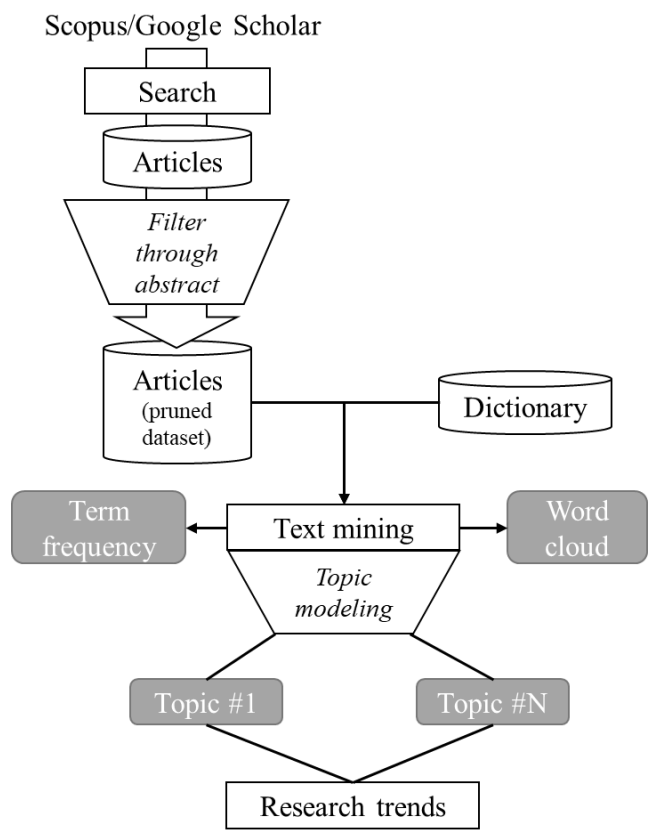 Scopus/Google Scholar
Search
Articles
Filter
through
abstract
Articles
(pruned
dataset)
Dictionary
Term
frequency
Text mining
Word
cloud
Topic
modeling
Topic #1
Topic #N
Research trends